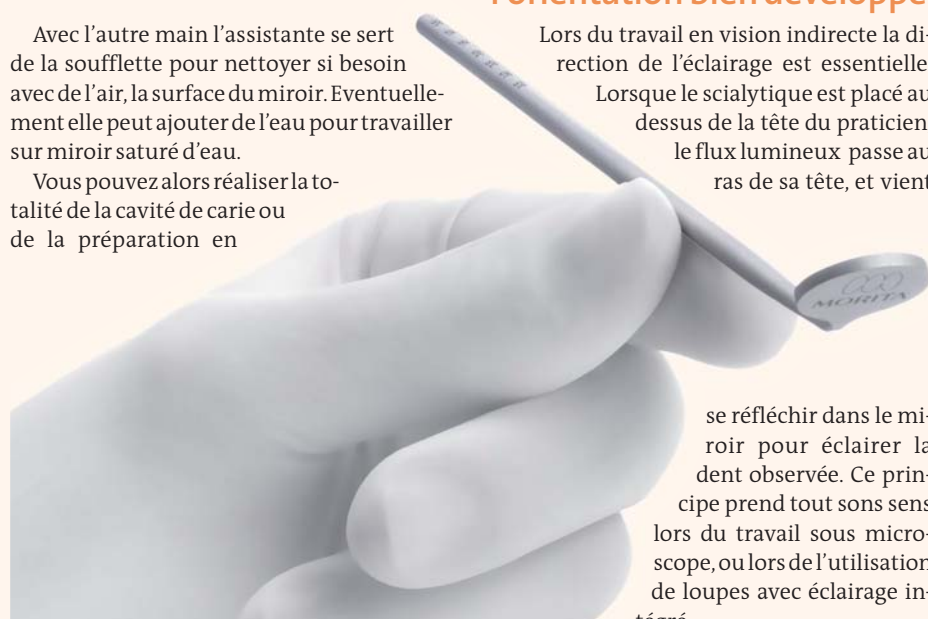 l'orientation bien développé
Avec l’autre main l’assistante se sert
de la soufflette pour nettoyer si besoin
avec de l’air, la surface du miroir. Eventuelle-
ment elle peut ajouter de l’eau pour travailler
sur miroir saturé d’eau.
Vous pouvez alors réaliser la to-
talité de la cavité de carie ou
de la préparation en
Lors du travail en vision indirecte la di-
rection de l’éclairage est essentielle
Lorsque le scialytique est placé au
dessus de la tête du praticien
le flux lumineux passe au
ras de sa tête, et vient
MORITA
se réfléchir dans le mi-
roir pour éclairer la
dent observée. Ce prin-
cipe prend tout sons sens
lors du travail sous micro-
scope, ou lors de l’utilisation
de loupes avec éclairage in-
tégré